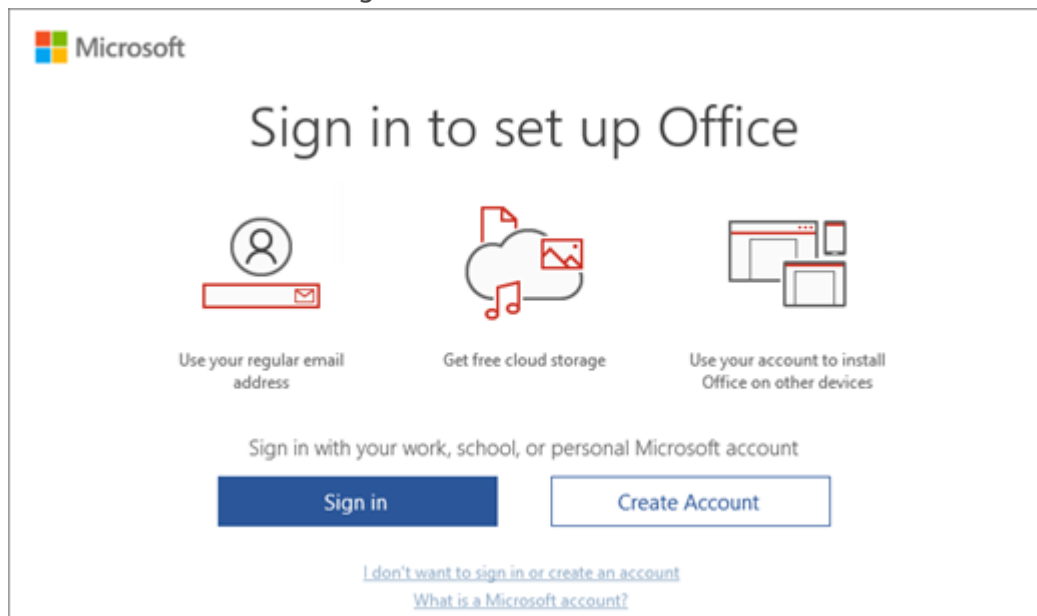 Microsoft
Sign in to set up Office
Use your regular email
address
Get free cloud storage
Use your account to install
Office on other devices
Sign in with your work, school, or personal Microsoft account
Sign in
Create Account
I don't want to sign in or create an account
What is a Microsoft account?